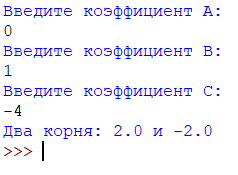 Введите коэффициент A:
0
Введите коэффициент B:
1
Введите коэффициент C:
-4
Два корня: 2.0 и -2.0
>>>